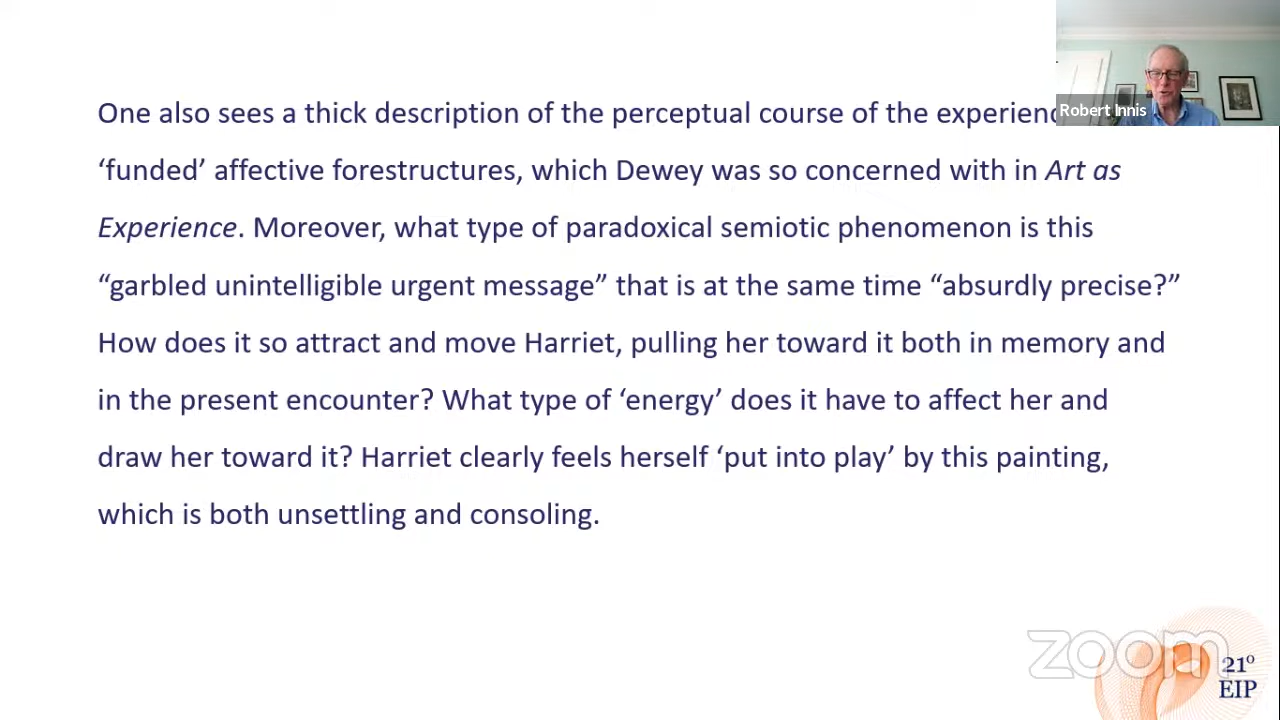 One also sees a thick description of the perceptual course of the
Robert Innis
‘funded’ affective forestructures, which Dewey was so concerned with in Art as
Experience. Moreover, what type of paradoxical semiotic phenomenon is this
“garbled unintelligible urgent message” that is at the same time “absurdly precise?”
How does it so attract and move Harriet, pulling her toward it both in memory and
in the present encounter? What type of ‘energy’ does it have to affect her and
draw her toward it? Harriet clearly feels herself ‘put into play’ by this painting,
which is both unsettling and consoling.
zoom
21º
EIP